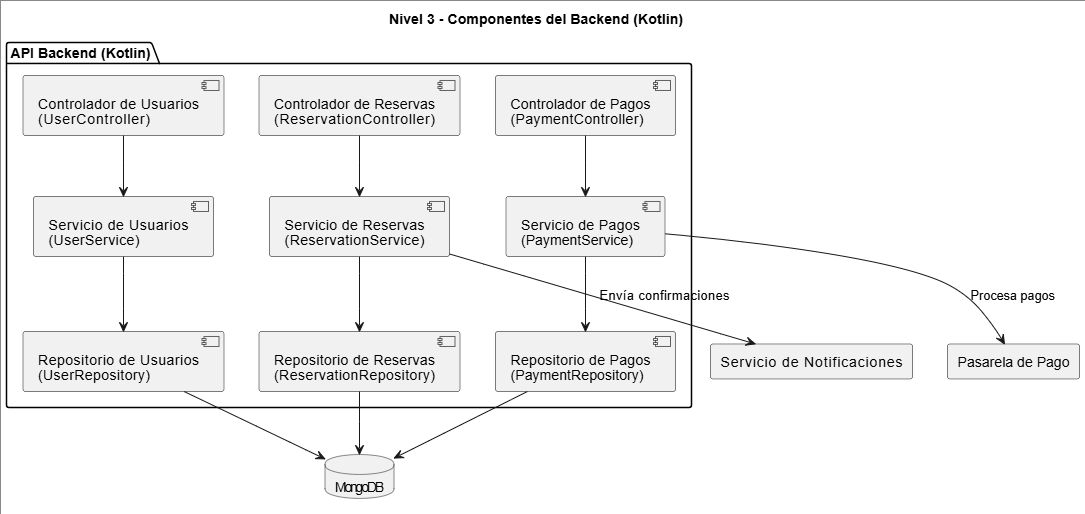 Nivel 3 - Componentes del Backend (Kotlin)
API Backend (Kotlin)
Controlador de Usuarios
(UserController)
Controlador de Reservas
(ReservationController)
Controlador de Pagos
(PaymentController)
Servicio de Usuarios
(UserService)
Servicio de Reservas
(ReservationService)
Servicio de Pagos
(PaymentService)
Envía confirmaciones
Procesa pagos
Repositorio de Usuarios
(UserRepository)
Repositorio de Reservas
(ReservationRepository)
Repositorio de Pagos
(PaymentRepository)
Servicio de Notificaciones
Pasarela de Pago
MongoDB